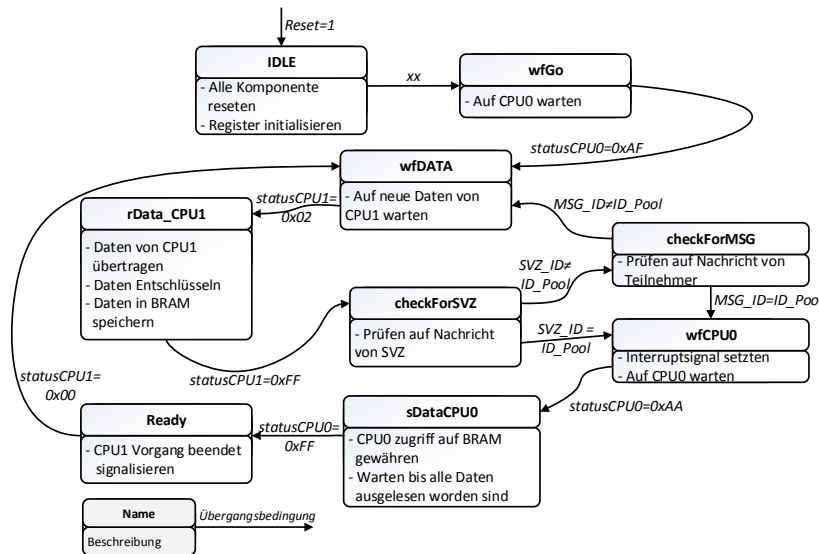 Reset=1
IDLE
- Alle Komponente
reseten
- Register initialisieren
xx
wfGo
- Auf CPU0 warten
statusCPU0=0xAF
wfDATA
- Auf neue Daten von
CPU1 warten
statusCPU1=
0x02
rData_CPU1
- Daten von CPU1
übertragen
- Daten Entschlüsseln
- Daten in BRAM
speichern
MSG_ID≠ID_Pool
checkForMSG
- Prüfen auf Nachricht von
Teilnehmer
SVZ_ID≠
ID_Pool
checkForSVZ
- Prüfen auf Nachricht
von SVZ
MSG_ID=ID_Poo
SVZ_ID =
ID_Pool
wfCPU0
- Interruptsignal setzten
- Auf CPU0 warten
statusCPU1=0xFF
statusCPU1=
0x00
statusCPU0=0xAA
sDataCPU0
- CPU0 zugriff auf BRAM
gewähren
- Warten bis alle Daten
ausgelesen worden sind
statusCPU0=
0xFF
Ready
- CPU1 Vorgang beendet
signalisieren
Name
Beschreibung
Übergangsbedingung